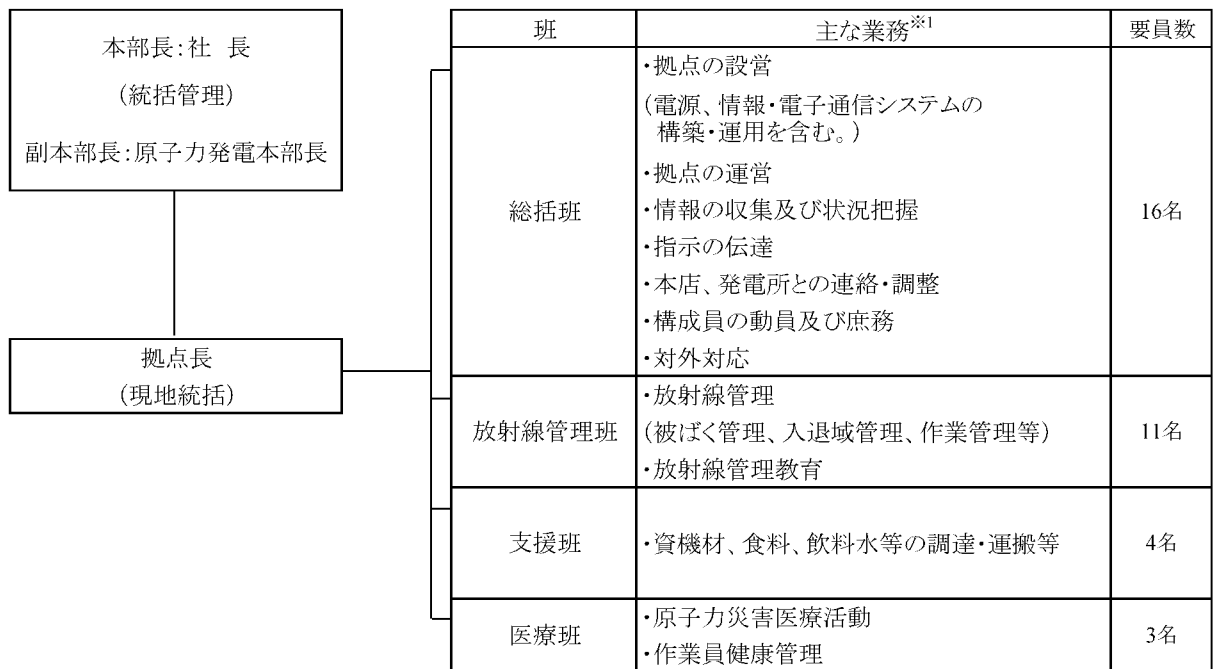 本部長:社 長
(統括管理)
副本部長:原子力発電本部長
拠点長
(現地統括)
班 主な業務※1 要員数
総括班
・拠点の設営
(電源、情報・電子通信システムの
構築・運用を含む。)
・拠点の運営
・情報の収集及び状況把握
・指示の伝達
・本店、発電所との連絡・調整
・構成員の動員及び庶務
・対外対応
16名
放射線管理班
・放射線管理
(被ばく管理、入退域管理、作業管理等)
・放射線管理教育
11名
支援班
・資機材、食料、飲料水等の調達・運搬等
4名
医療班
・原子力災害医療活動
・作業員健康管理
3名